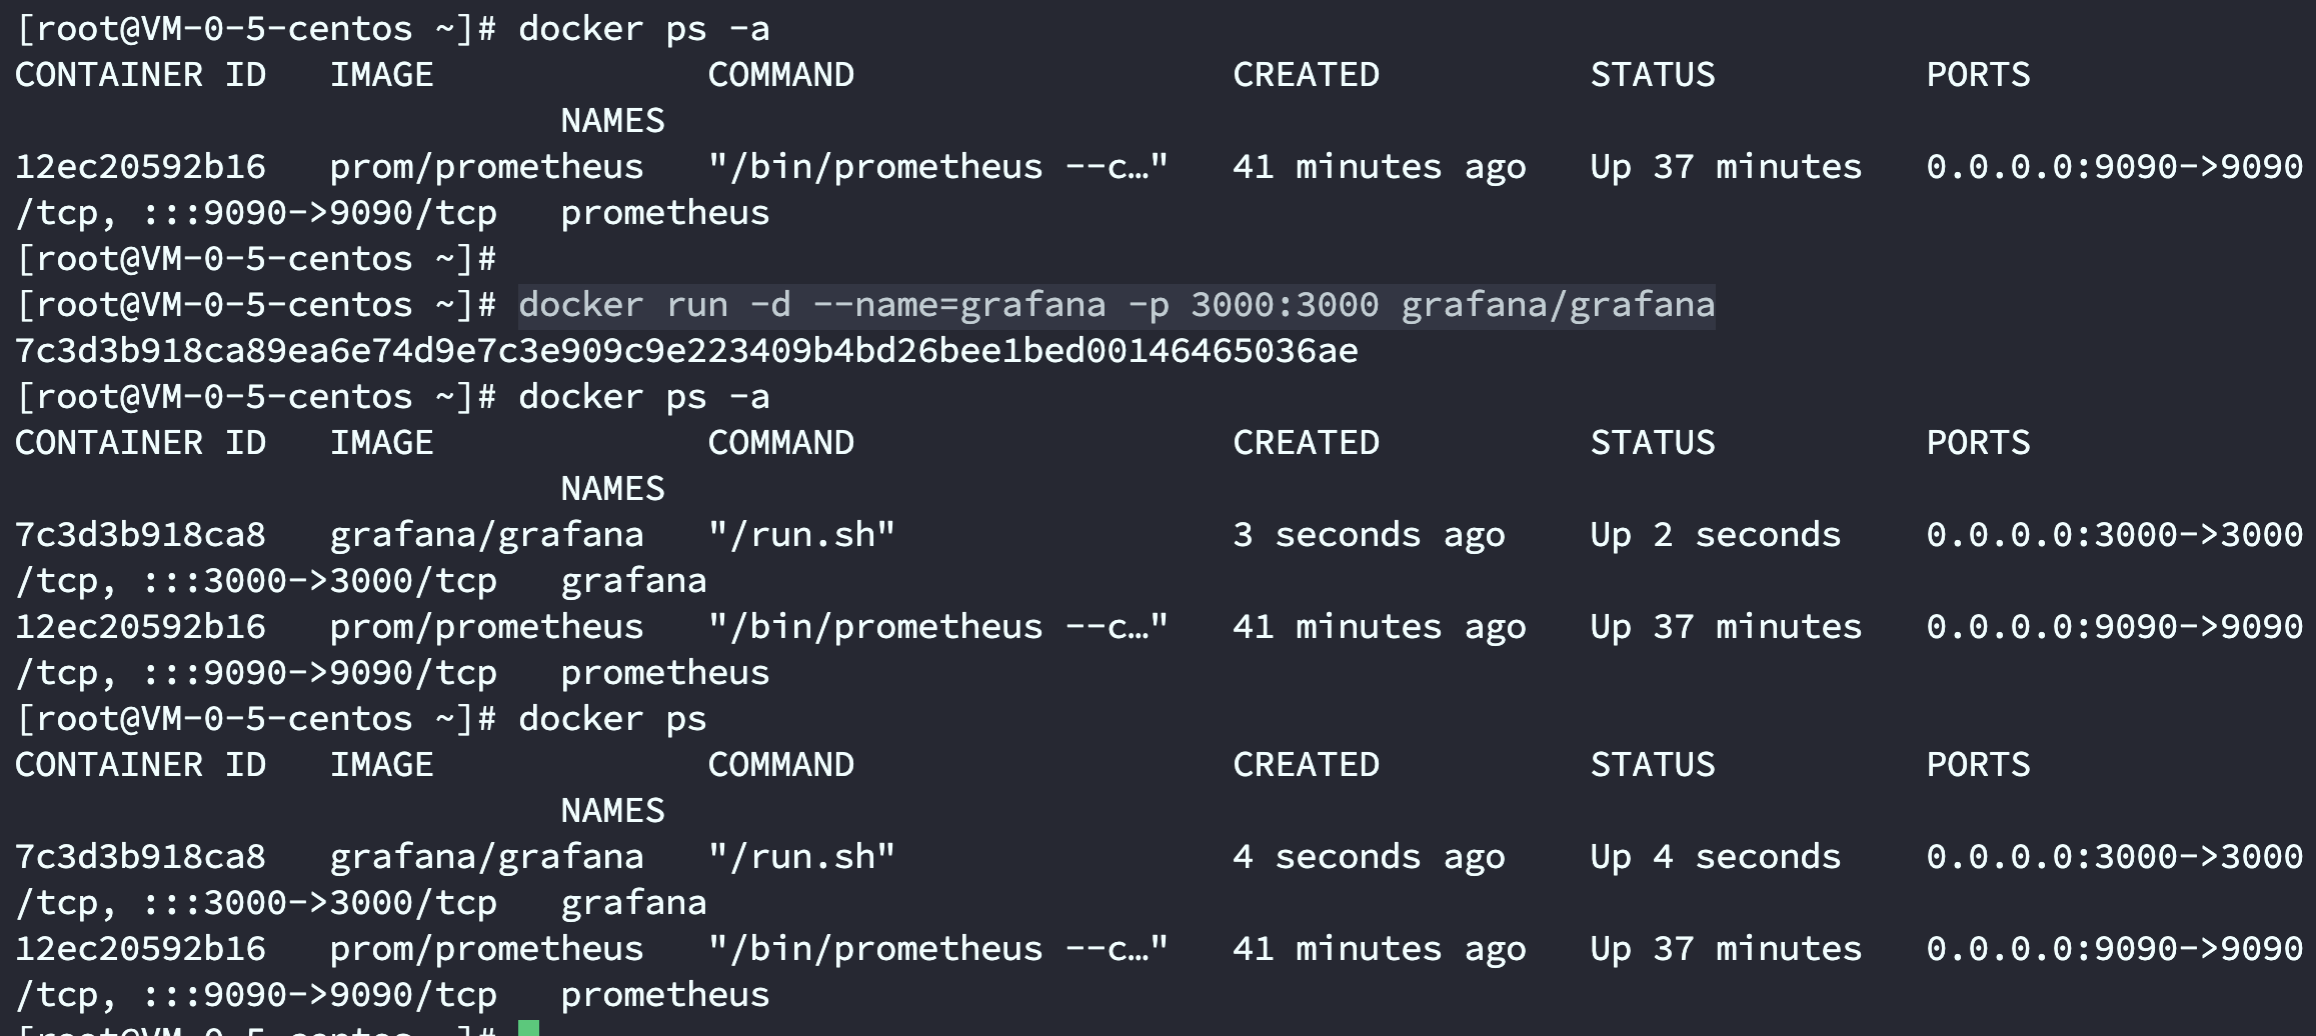 [root@VM-0-5-centos ~]# docker ps -a
CONTAINER ID   IMAGE             COMMAND                  CREATED          STATUS          PORTS
                          NAMES
12ec20592b16   prom/prometheus   "/bin/prometheus --c…"   41 minutes ago   Up 37 minutes   0.0.0.0:9090->9090
/tcp, :::9090->9090/tcp   prometheus
[root@VM-0-5-centos ~]#
[root@VM-0-5-centos ~]# docker run -d --name=grafana -p 3000:3000 grafana/grafana
7c3d3b918ca89ea6e74d9e7c3e909c9e223409b4bd26bee1bed00146465036ae
[root@VM-0-5-centos ~]# docker ps -a
CONTAINER ID   IMAGE             COMMAND                  CREATED          STATUS          PORTS
                          NAMES
7c3d3b918ca8   grafana/grafana   "/run.sh"                3 seconds ago    Up 2 seconds    0.0.0.0:3000->3000
/tcp, :::3000->3000/tcp   grafana
12ec20592b16   prom/prometheus   "/bin/prometheus --c…"   41 minutes ago   Up 37 minutes   0.0.0.0:9090->9090
/tcp, :::9090->9090/tcp   prometheus
[root@VM-0-5-centos ~]# docker ps
CONTAINER ID   IMAGE             COMMAND                  CREATED          STATUS          PORTS
                          NAMES
7c3d3b918ca8   grafana/grafana   "/run.sh"                4 seconds ago    Up 4 seconds    0.0.0.0:3000->3000
/tcp, :::3000->3000/tcp   grafana
12ec20592b16   prom/prometheus   "/bin/prometheus --c…"   41 minutes ago   Up 37 minutes   0.0.0.0:9090->9090
/tcp, :::9090->9090/tcp   prometheus
[root@VM-0-5-centos ~]#